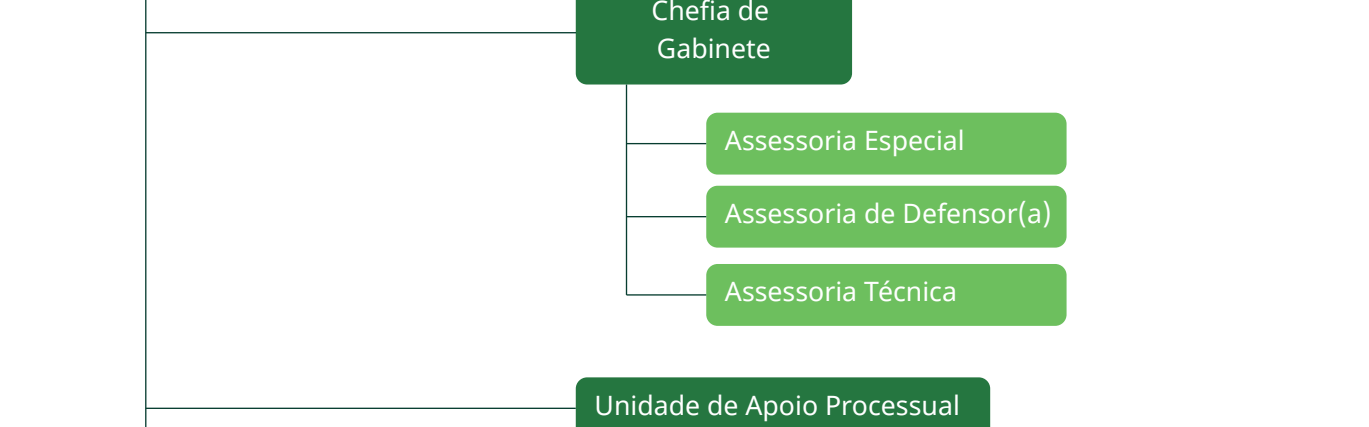 Chefia de
Gabinete
Assessoria Especial
Assessoria de Defensor(a)
Assessoria Técnica
Unidade de Apoio Processual